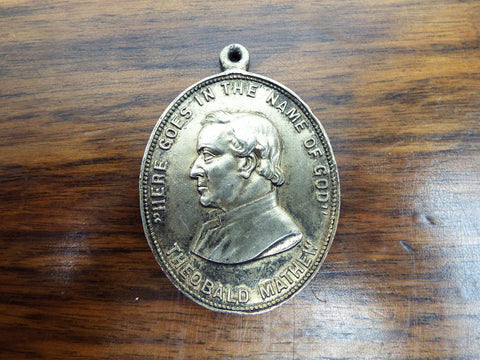 „HERE GOES IN THE NAME OF GOD"
THEOBALD MATHEW